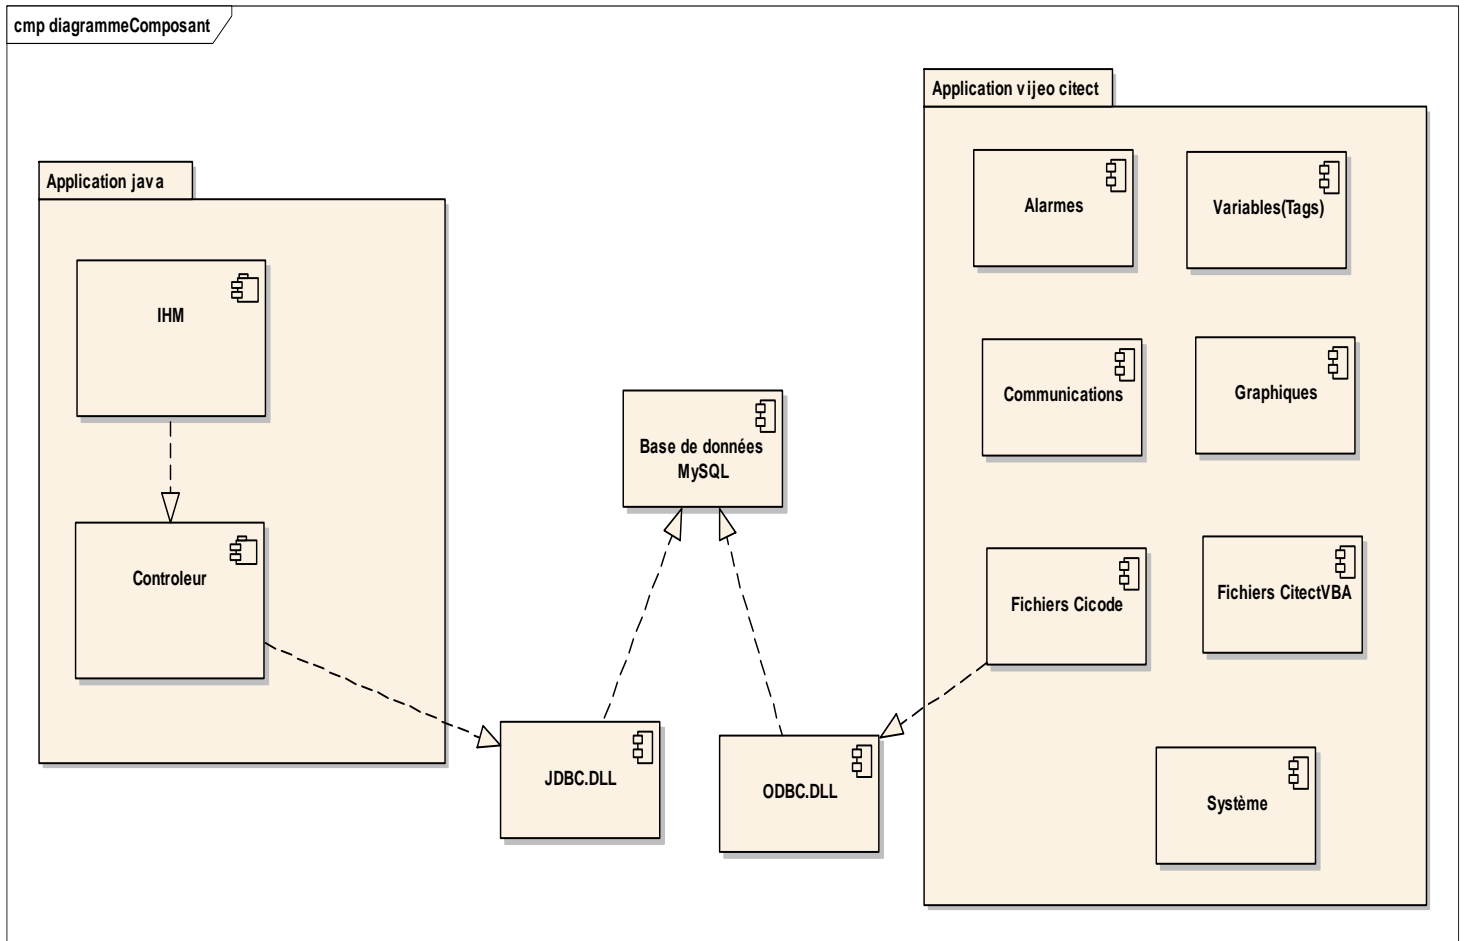 cmp diagrammeComposant
Application java
IHM
Controleur
Base de données
MySQL
JDBC.DLL
ODBC.DLL
Application vijeo citect
Alarmes
Variables(Tags)
Communications
Graphiques
Fichiers Cicode
Fichiers CitectVBA
Système